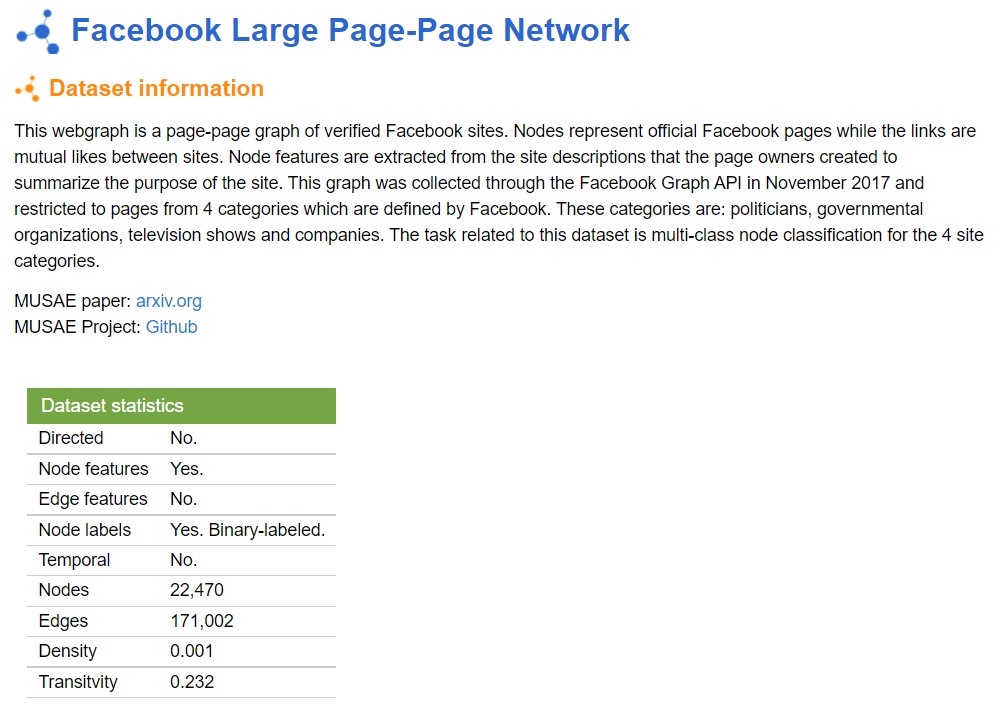 Facebook Large Page-Page Network
Dataset information
This webgraph is a page-page graph of verified Facebook sites. Nodes represent official Facebook pages while the links are
mutual likes between sites. Node features are extracted from the site descriptions that the page owners created to
summarize the purpose of the site. This graph was collected through the Facebook Graph API in November 2017 and
restricted to pages from 4 categories which are defined by Facebook. These categories are: politicians, governmental
organizations, television shows and companies. The task related to this dataset is multi-class node classification for the 4 site
categories.
MUSAE paper: arxiv.org
MUSAE Project: Github
Dataset statistics
Directed No.
Node features Yes.
Edge features No.
Node labels Yes. Binary-labeled.
Temporal No.
Nodes 22,470
Edges 171,002
Density 0.001
Transitvity 0.232